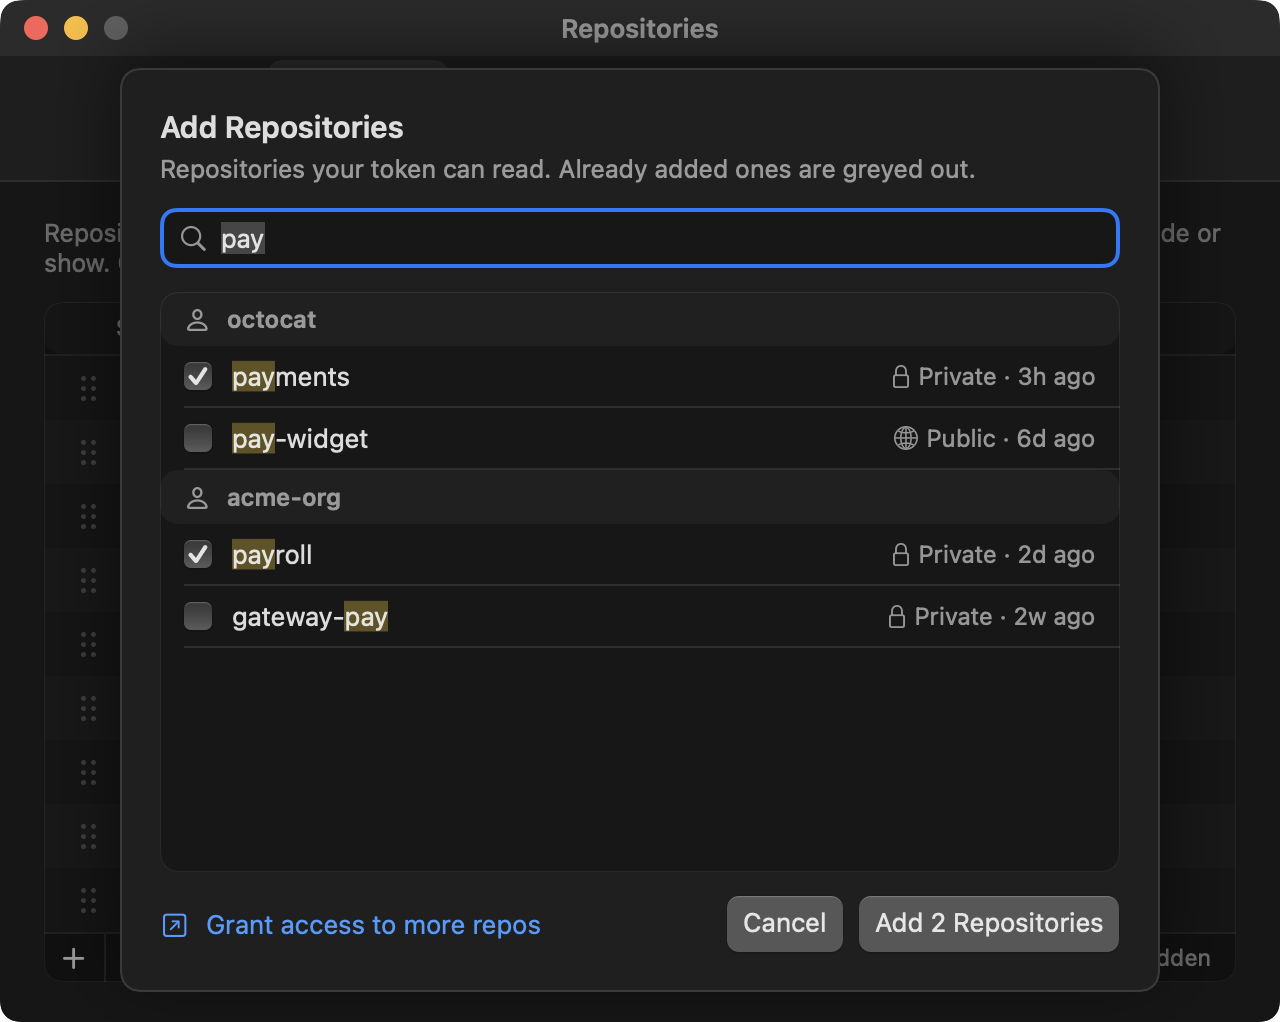 Repositories
Add Repositories
Repositories your token can read. Already added ones are greyed out.
pay
octocat
payments
Private · 3h ago
pay-widget
Public · 6d ago
acme-org
payroll
Private · 2d ago
gateway-pay
Private · 2w ago
Grant access to more repos
Cancel
Add 2 Repositories
show.
or